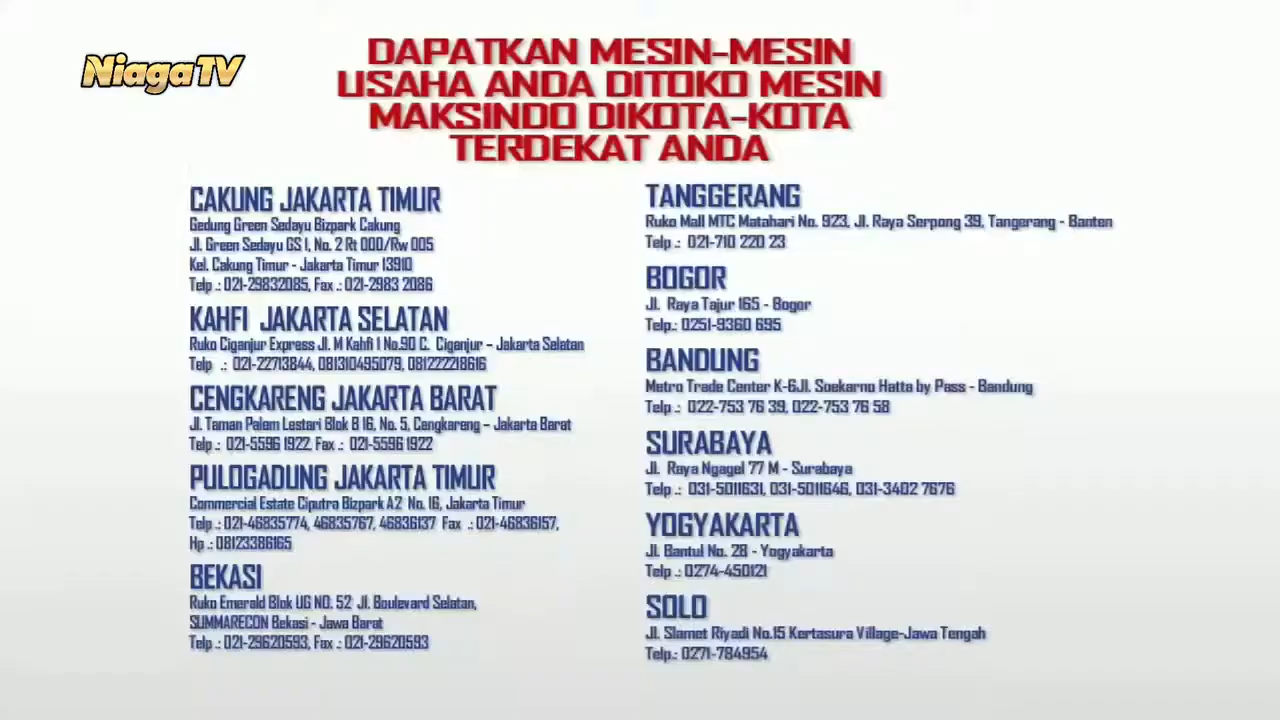 NiagaTV
DAPATKAN MESIN-MESIN
USAHA ANDA DITOKO MESIN
MAKSINDO DIKOTA-KOTA
TERDEKAT ANDA
CAKUNG JAKARTA TIMUR
Gedung Green Sedayu Bizpark Cakung
Jl. Green Sedayu GS 1, No. 2 Rt 000/Rw 005
Kel. Cakung Timur - Jakarta Timur 13910
Telp .: 021-29832085, Fax .: 021-2983 2086
KAHFI JAKARTA SELATAN
Ruko Ciganjur Express Jl. M Kahfi 1 No.90 C. Ciganjur – Jakarta Selatan
Telp .: 021-22713844, 081310495079, 081222218616
CENGKARENG JAKARTA BARAT
Jl. Taman Palem Lestari Blok B 16, No. 5, Cengkareng – Jakarta Barat
Telp .: 021-5596 1922, Fax .: 021-5596 1922
PULOGADUNG JAKARTA TIMUR
Commercial Estate Ciputra Bizpark A2 No. 16, Jakarta Timur
Telp .: 021-46835774, 46835767, 46836137 Fax .: 021-46836157,
Hp .: 08123386165
BEKASI
Ruko Emerald Blok UG NO. 52 Jl. Boulevard Selatan,
SUMMARECON Bekasi - Jawa Barat
Telp .: 021-29620593, Fax .: 021-29620593
TANGGERANG
Ruko Mall MTC Matahari No. 923, Jl. Raya Serpong 39, Tangerang - Banten
Telp .: 021-710 220 23
BOGOR
Jl. Raya Tajur 165 - Bogor
Telp.: 0251-9360 695
BANDUNG
Metro Trade Center K-6Jl. Soekarno Hatta by Pass - Bandung
Telp .: 022-753 76 39, 022-753 76 58
SURABAYA
Jl. Raya Ngagel 77 M - Surabaya
Telp .: 031-5011631, 031-5011646, 031-3402 7676
YOGYAKARTA
Jl. Bantul No. 28 - Yogyakarta
Telp .: 0274-450121
SOLO
Jl. Slamet Riyadi No.15 Kertasura Village-Jawa Tengah
Telp.: 0271-784954